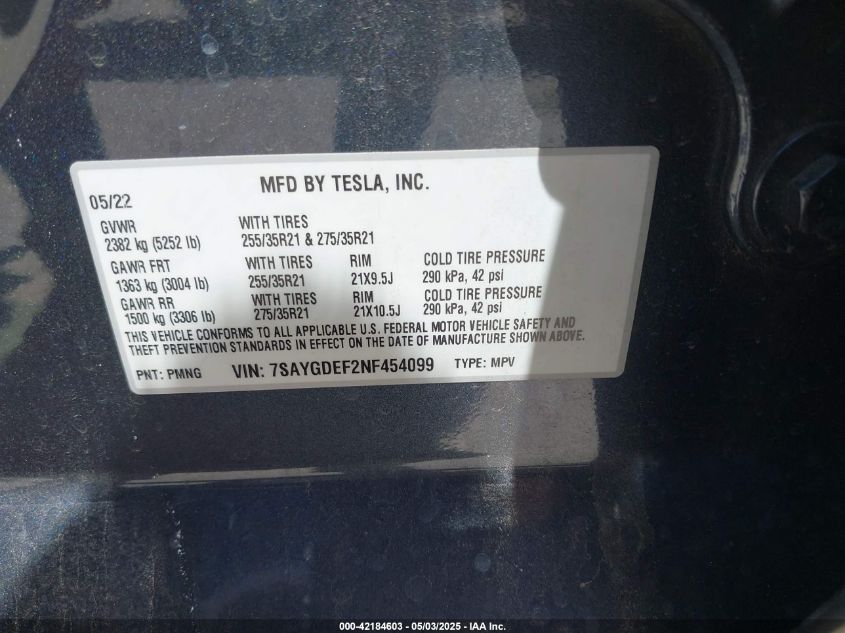 MFD BY TESLA, INC.
05/22
GVWR WITH TIRES
2382 kg (5252 lb) 255/35R21 & 275/35R21
GAWR FRT WITH TIRES RIM COLD TIRE PRESSURE
1363 kg (3004 lb) 255/35R21 21X9.5J 290 kPa, 42 psi
GAWR RR WITH TIRES RIM COLD TIRE PRESSURE
1500 kg (3306 lb) 275/35R21 21X10.5J 290 kPa, 42 psi
THIS VEHICLE CONFORMS TO ALL APPLICABLE U.S. FEDERAL MOTOR VEHICLE SAFETY AND
THEFT PREVENTION STANDARDS IN EFFECT ON THE DATE OF MANUFACTURE SHOWN ABOVE.
PNT: PMNG VIN: 7SAYGDEF2NF454099 TYPE: MPV
000-42184603 - 05/03/2025 - IAA Inc.